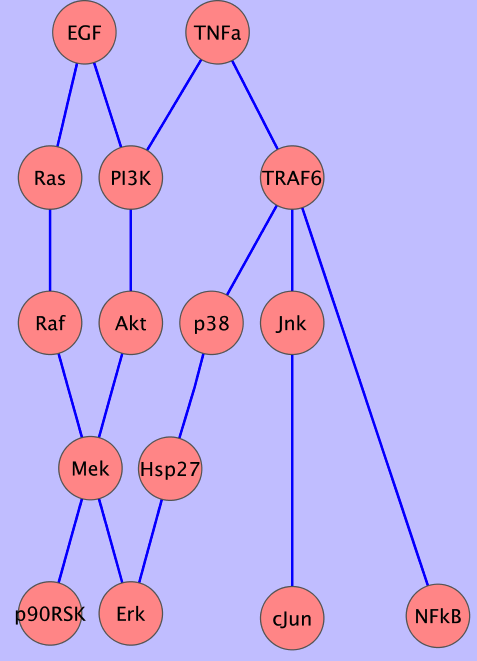 EGF
TNFa
Ras
PI3K
TRAF6
Raf
Akt
p38
Jnk
Mek
Hsp27
p90RSK
Erk
cJun
NFkB